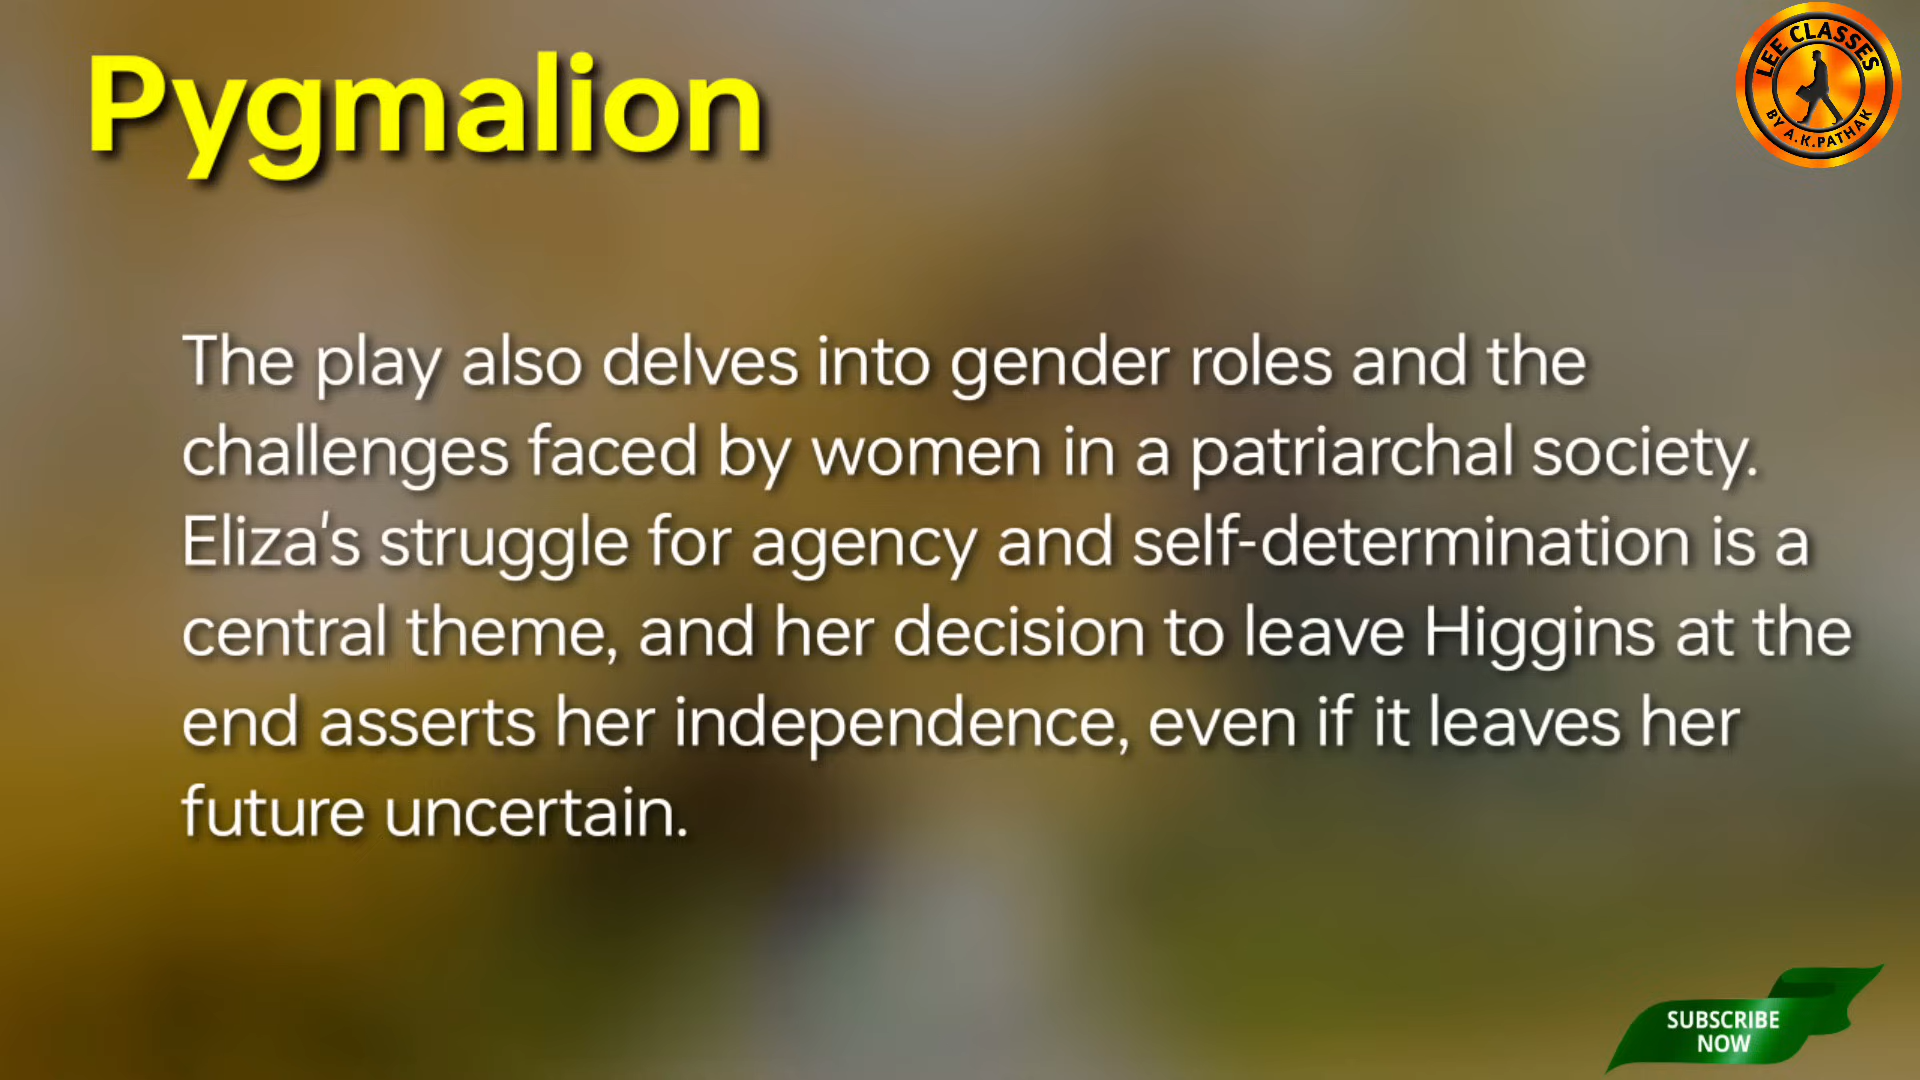 Pygmalion
LEE CLASSES
BY A.K.PATHAK
The play also delves into gender roles and the
challenges faced by women in a patriarchal society.
Eliza's struggle for agency and self-determination is a
central theme, and her decision to leave Higgins at the
end asserts her independence, even if it leaves her
future uncertain.
SUBSCRIBE
NOW